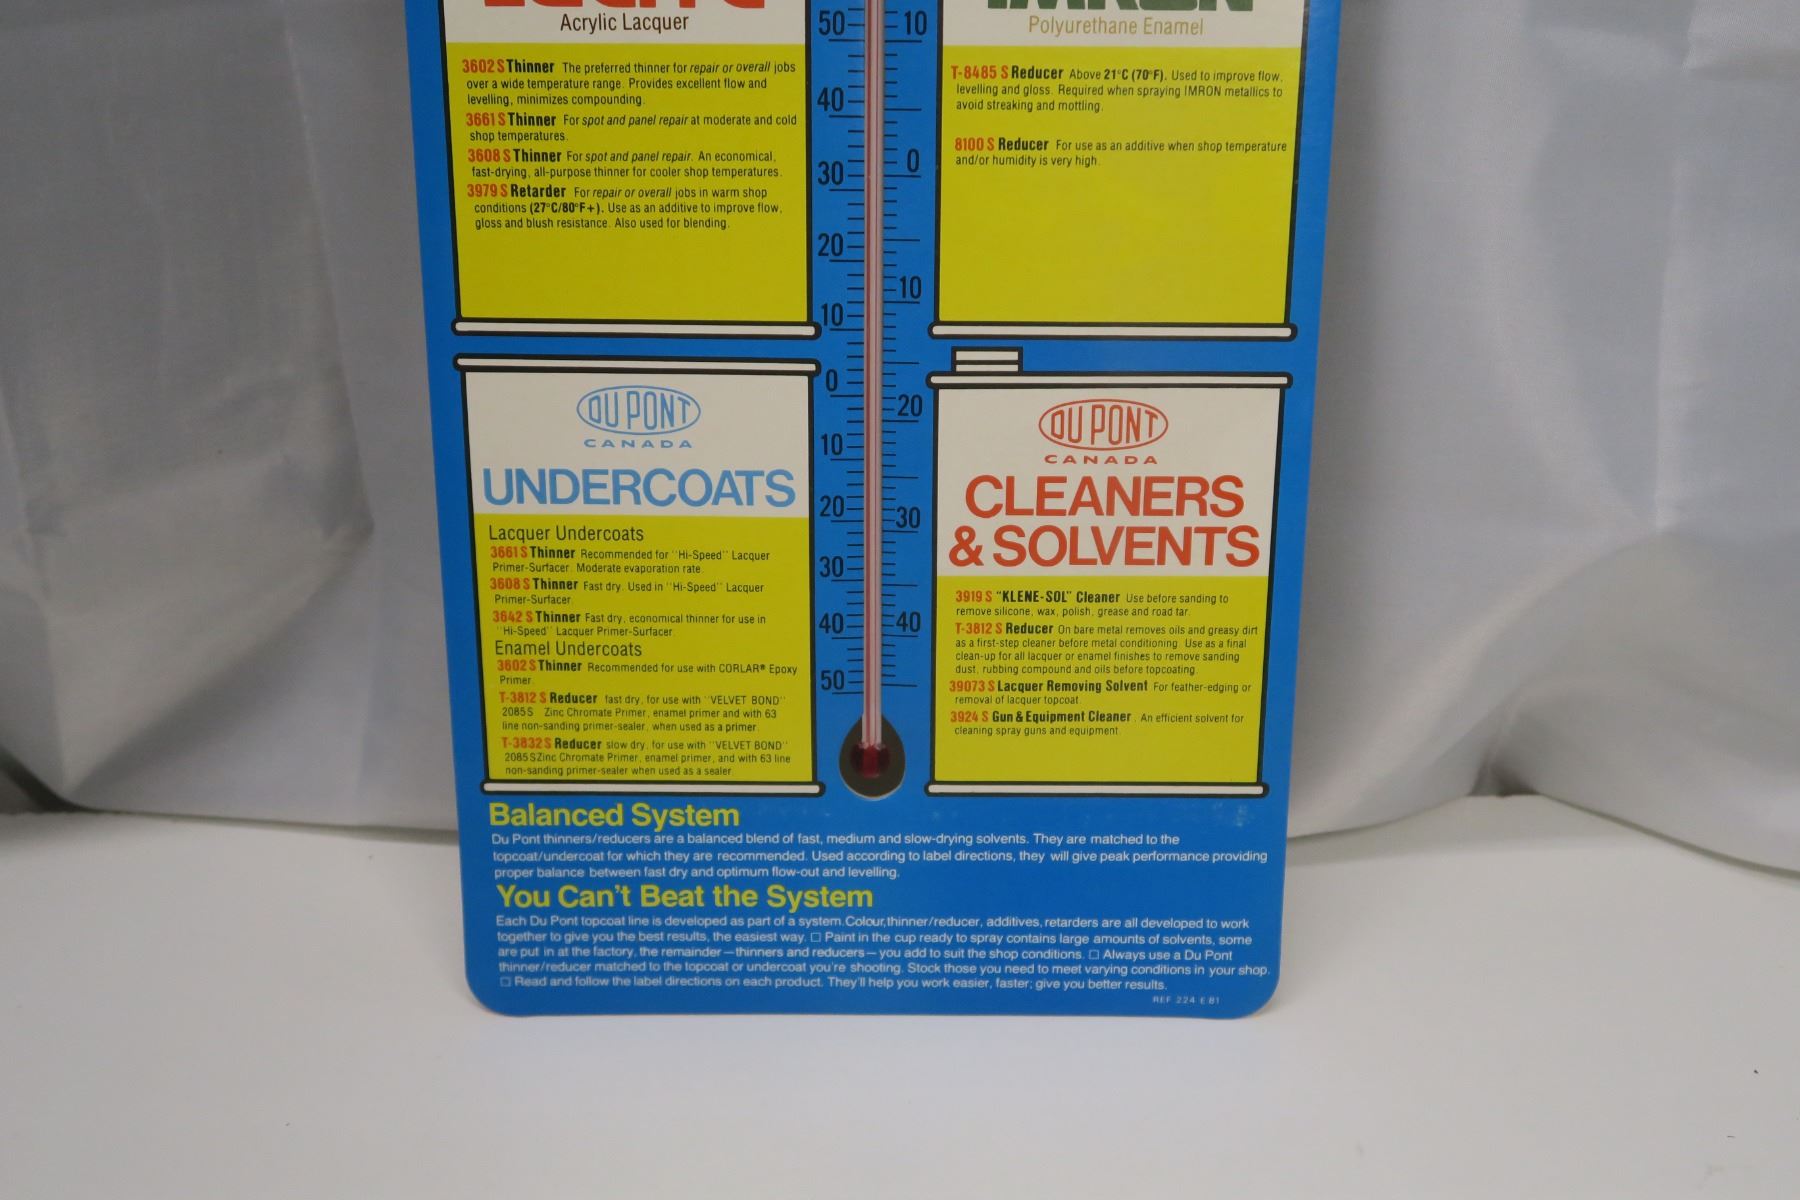 Acrylic Lacquer
3602 S Thinner The preferred thinner for repair or overall jobs
over a wide temperature range. Provides excellent flow and
levelling, minimizes compounding.
3661 S Thinner For spot and panel repair at moderate and cold
shop temperatures.
3608 S Thinner For spot and panel repair. An economical,
fast-drying, all-purpose thinner for cooler shop temperatures.
3979 S Retarder For repair or overall jobs in warm shop
conditions (27°C/80°F+). Use as an additive to improve flow,
gloss and blush resistance. Also used for blending.
50 10
40
0
30
20
10
10
0
20
10
20
30
30
40 40
50
IMRON
Polyurethane Enamel
T-8485 S Reducer Above 21°C (70°F). Used to improve flow,
levelling and gloss. Required when spraying IMRON metallics to
avoid streaking and mottling.
8100 S Reducer For use as an additive when shop temperature
and/or humidity is very high.
DU PONT
CANADA
UNDERCOATS
Lacquer Undercoats
3661 S Thinner Recommended for "Hi-Speed" Lacquer
Primer-Surfacer. Moderate evaporation rate.
3608 S Thinner Fast dry. Used in "Hi-Speed" Lacquer
Primer-Surfacer
3642 S Thinner Fast dry, economical thinner for use in
"Hi-Speed" Lacquer Primer-Surfacer.
Enamel Undercoats
3602 S Thinner Recommended for use with CORLAR® Epoxy
Primer.
T-3812 S Reducer fast dry, for use with "VELVET BOND"
2085S Zinc Chromate Primer, enamel primer and with 63
line non-sanding primer-sealer, when used as a primer.
T-3832 S Reducer slow dry, for use with "VELVET BOND"
2085 S Zinc Chromate Primer, enamel primer, and with 63 line
non-sanding primer-sealer when used as a sealer.
DU PONT
CANADA
CLEANERS
& SOLVENTS
3919 S "KLENE-SOL" Cleaner Use before sanding to
remove silicone, wax, polish, grease and road tar.
T-3812 S Reducer On bare metal removes oils and greasy dirt
as a first-step cleaner before metal conditioning. Use as a final
clean-up for all lacquer or enamel finishes to remove sanding
dust, rubbing compound and oils before topcoating.
39073 S Lacquer Removing Solvent For feather-edging or
removal of lacquer topcoat.
3924 S Gun & Equipment Cleaner. An efficient solvent for
cleaning spray guns and equipment.
Balanced System
Du Pont thinners/reducers are a balanced blend of fast, medium and slow-drying solvents. They are matched to the
topcoat/undercoat for which they are recommended. Used according to label directions, they will give peak performance providing
proper balance between fast dry and optimum flow-out and levelling.
You Can't Beat the System
Each Du Pont topcoat line is developed as part of a system. Colour, thinner/reducer, additives, retarders are all developed to work
together to give you the best results, the easiest way. □ Paint in the cup ready to spray contains large amounts of solvents, some
are put in at the factory, the remainder—thinners and reducers—you add to suit the shop conditions. □ Always use a Du Pont
thinner/reducer matched to the topcoat or undercoat you're shooting. Stock those you need to meet varying conditions in your shop.
□ Read and follow the label directions on each product. They'll help you work easier, faster; give you better results.
REF 224 E 81